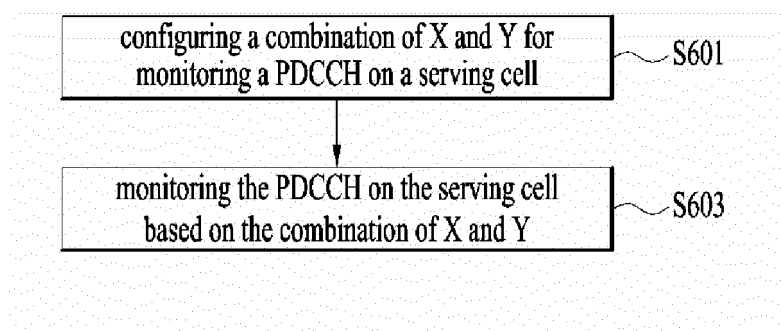 configuring a combination of X and Y for
monitoring a PDCCH on a serving cell
S601
monitoring the PDCCH on the serving cell
based on the combination of X and Y
S603